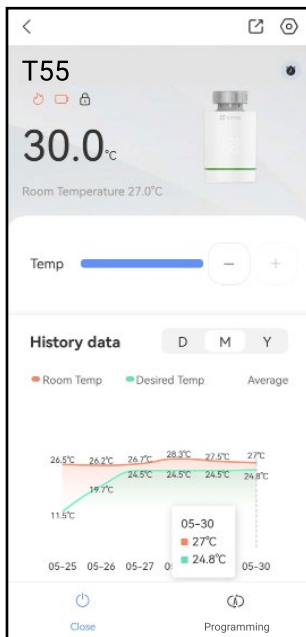 T55
30.0°C
Room Temperature 27.0°C
Temp
History data D M Y
Room Temp Desired Temp Average
26.5°C 26.2°C 26.7°C 28.3°C 27.5°C 27°C
11.5°C 19.7°C 24.5°C 24.5°C 24.5°C 24.8°C
05-30
27°C
24.8°C
05-25 05-26 05-27 05-30
Close Programming